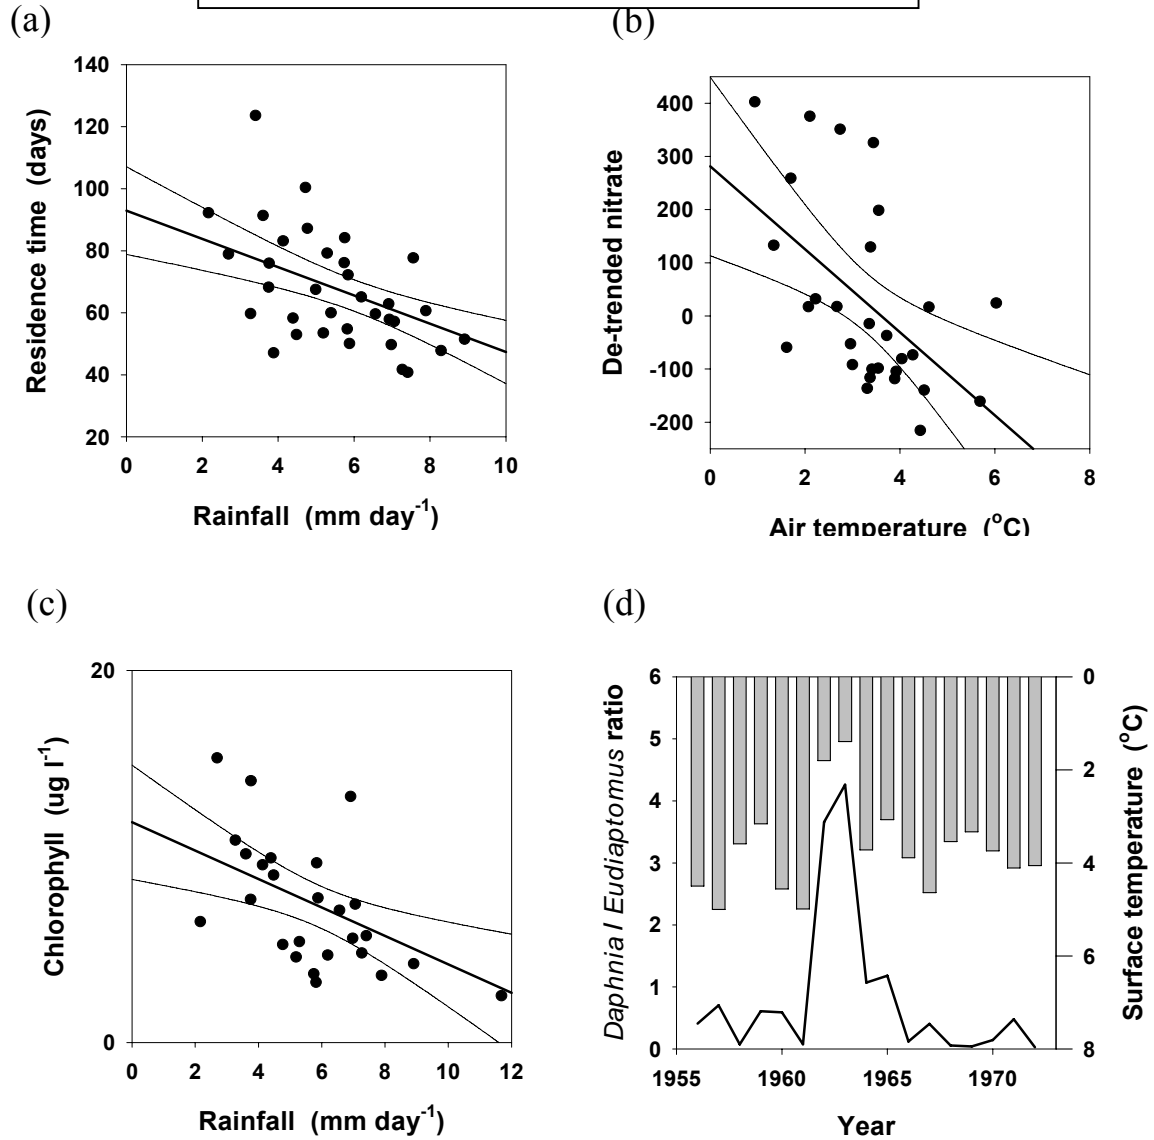 (a)
(b)
140
120
100
80
60
40
20
Residence time (days)
0 2 4 6 8 10
Rainfall (mm day-1)
400
300
200
100
0
-100
-200
De-trended nitrate
0 2 4 6 8
Air temperature (oC)
(c)
(d)
20
0
Chlorophyll (ug l-1)
0 2 4 6 8 10 12
Rainfall (mm day-1)
6
5
4
3
2
1
0
Daphnia / Eudiaptomus ratio
0
2
4
6
8
Surface temperature (oC)
1955 1960 1965 1970
Year